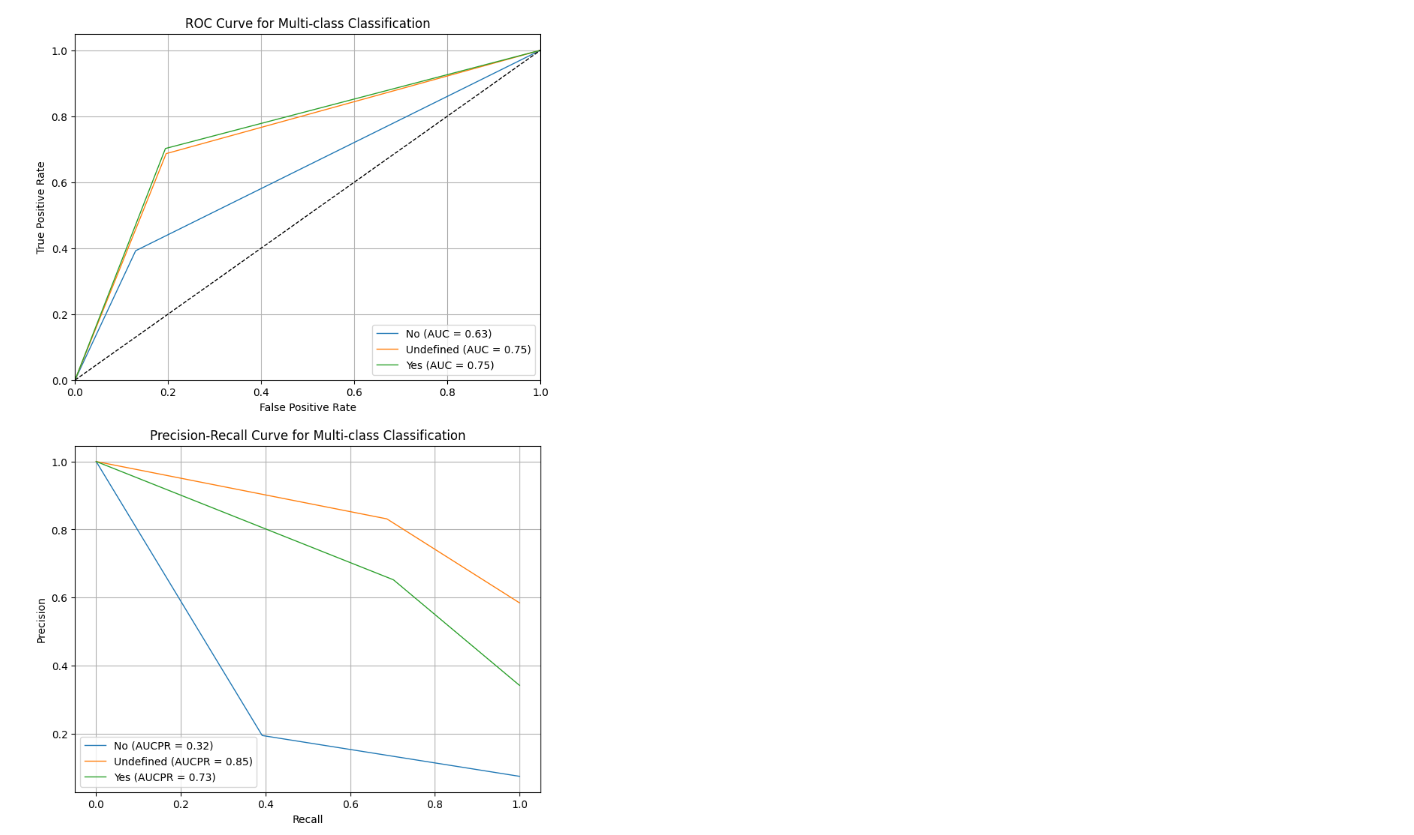 ROC Curve for Multi-class Classification
1.0
0.8
0.6
0.4
0.2
0.0
True Positive Rate
No (AUC = 0.63)
Undefined (AUC = 0.75)
Yes (AUC = 0.75)
0.0 0.2 0.4 0.6 0.8 1.0
False Positive Rate
Precision-Recall Curve for Multi-class Classification
1.0
0.8
0.6
0.4
0.2
Precision
No (AUCPR = 0.32)
Undefined (AUCPR = 0.85)
Yes (AUCPR = 0.73)
0.0 0.2 0.4 0.6 0.8 1.0
Recall